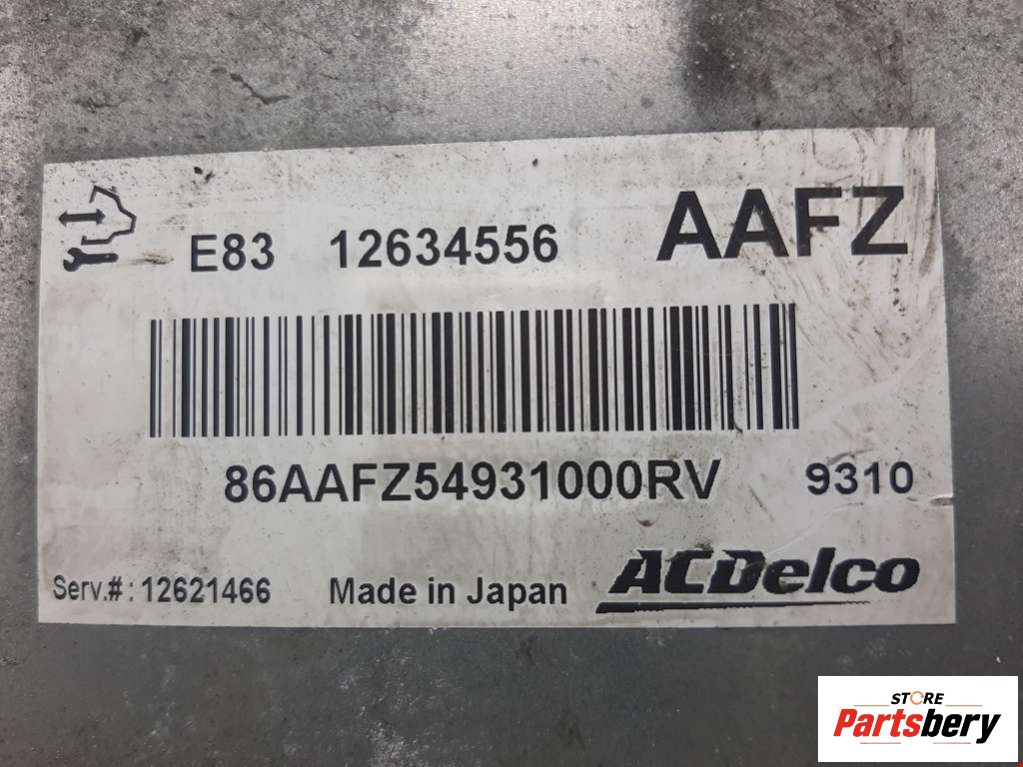 E83 12634556 AAFZ
86AAFZ54931000RV 9310
Serv.#: 12621466 Made in Japan ACDelco
STORE
Partsbery